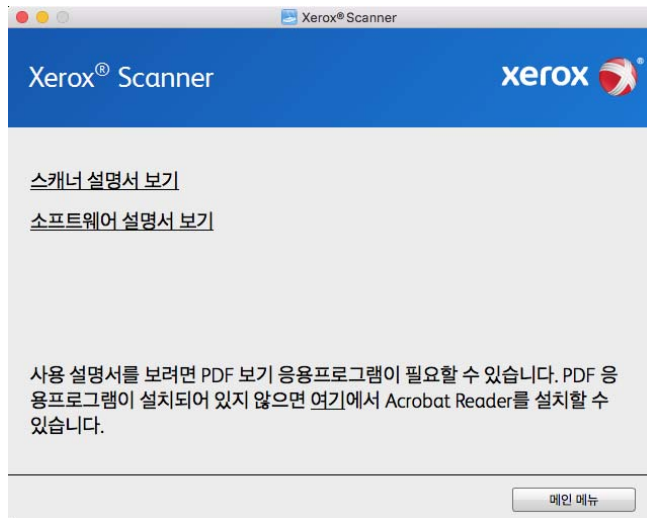 Xerox® Scanner
Xerox® Scanner
xerox
스캐너 설명서 보기
소프트웨어 설명서 보기
사용 설명서를 보려면 PDF 보기 응용프로그램이 필요할 수 있습니다. PDF 응
용프로그램이 설치되어 있지 않으면 여기에서 Acrobat Reader를 설치할 수
있습니다.
메인 메뉴